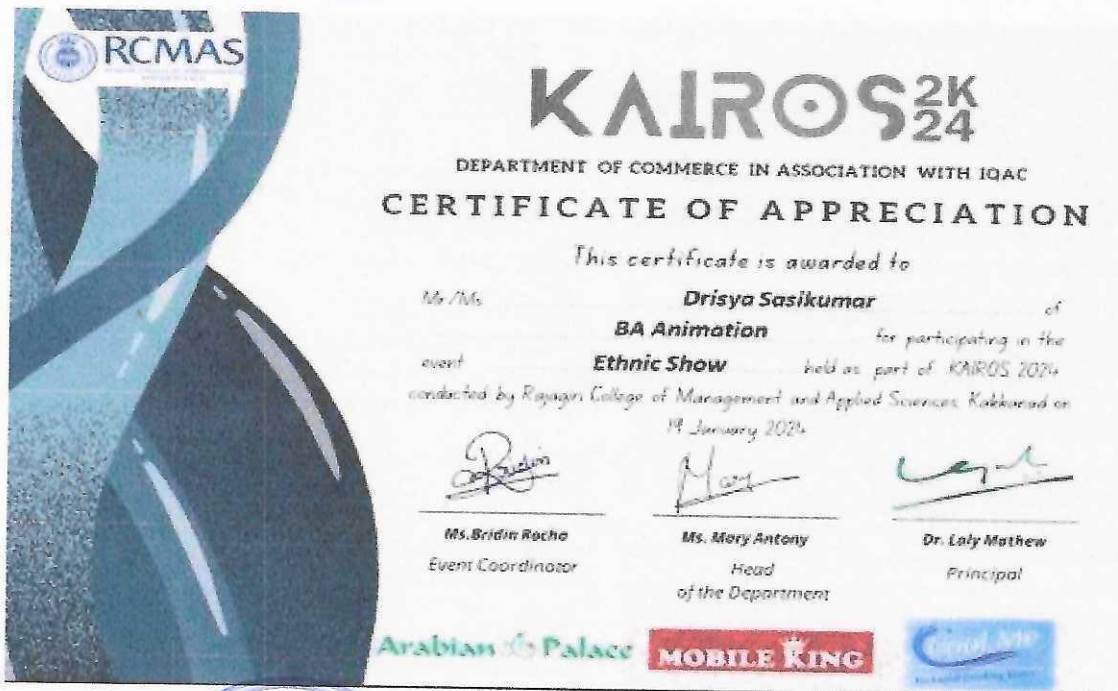 RCMAS
KAIROS 2K
24
DEPARTMENT OF COMMERCE IN ASSOCIATION WITH IQAC
CERTIFICATE OF APPRECIATION
This certificate is awarded to
Mr /Ms Drisya Sasikumar of
BA Animation for participating in the
event Ethnic Show held as part of KAIROS 2024
conducted by Rajagiri College of Management and Applied Sciences, Kakkanad on
19 January 2024
Ms.Bridin Rocha Ms. Mary Antony Dr. Laly Mathew
Event Coordinator Head Principal
of the Department
Arabian Palace MOBILE KING